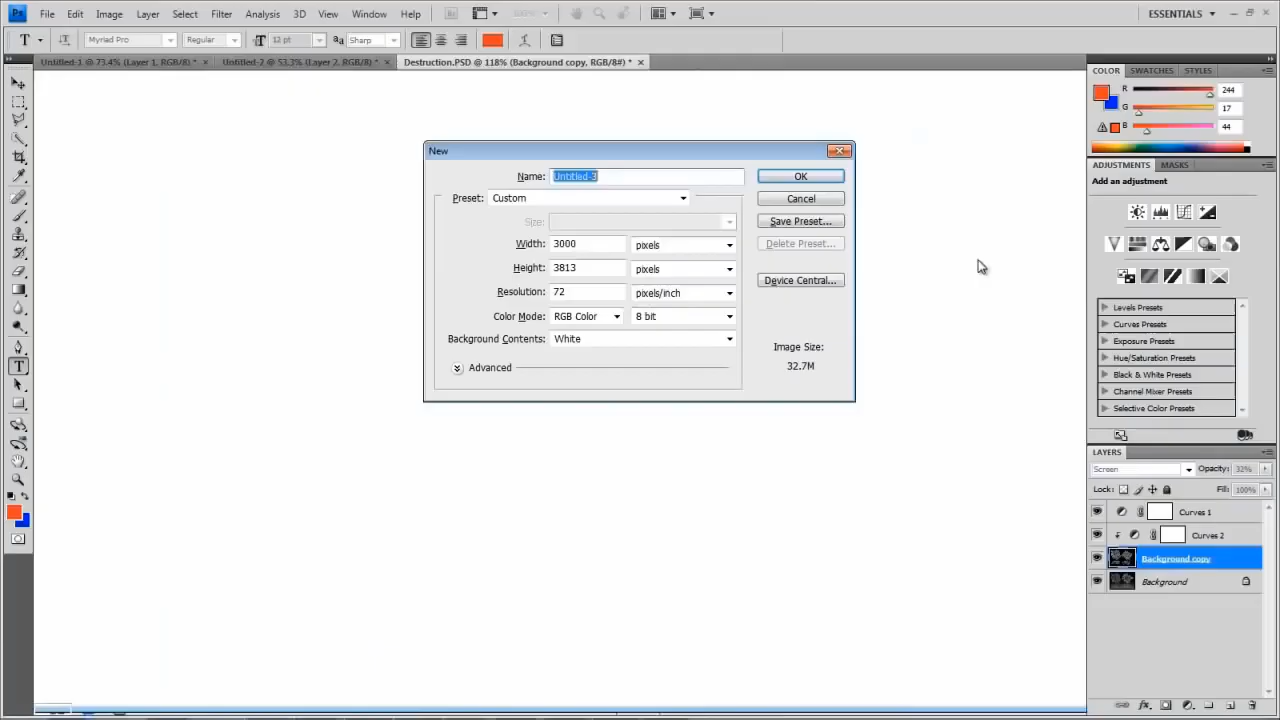 Ps File Edit Image Layer Select Filter Analysis 3D View Window Help Br ESSENTIALS
T Myriad Pro Regular T 12 pt aa Sharp
Untitled-1 @ 73.4% (Layer 1, RGB/8) * × Untitled-2 @ 53.3% (Layer 2, RGB/8) * × Destruction.PSD @ 118% (Background copy, RGB/8#) * ×
COLOR SWATCHES STYLES
R 244
G 17
B 44
ADJUSTMENTS MASKS
Add an adjustment
Levels Presets
Curves Presets
Exposure Presets
Hue/Saturation Presets
Black & White Presets
Channel Mixer Presets
Selective Color Presets
LAYERS
Screen Opacity: 32%
Lock: Fill: 100%
Curves 1
Curves 2
Background copy
Background
New
Name: Untitled-3 OK
Preset: Custom Cancel
Size: Save Preset...
Width: 3000 pixels Delete Preset...
Height: 3813 pixels
Resolution: 72 pixels/inch Device Central...
Color Mode: RGB Color 8 bit
Background Contents: White
Image Size:
32.7M
Advanced